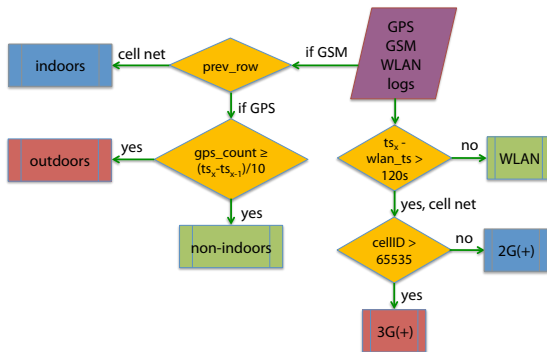 GPS
GSM
WLAN
logs
if GSM
prev_row
cell net
indoors
if GPS
gps_count ≥
(tsx-tsx-1)/10
yes
outdoors
yes
non-indoors
tsx -
wlan_ts >
120s
no
WLAN
yes, cell net
cellID >
65535
no
2G(+)
yes
3G(+)